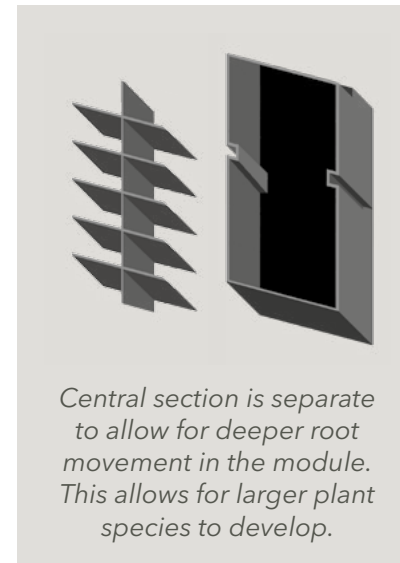 Central section is separate
to allow for deeper root
movement in the module.
This allows for larger plant
species to develop.